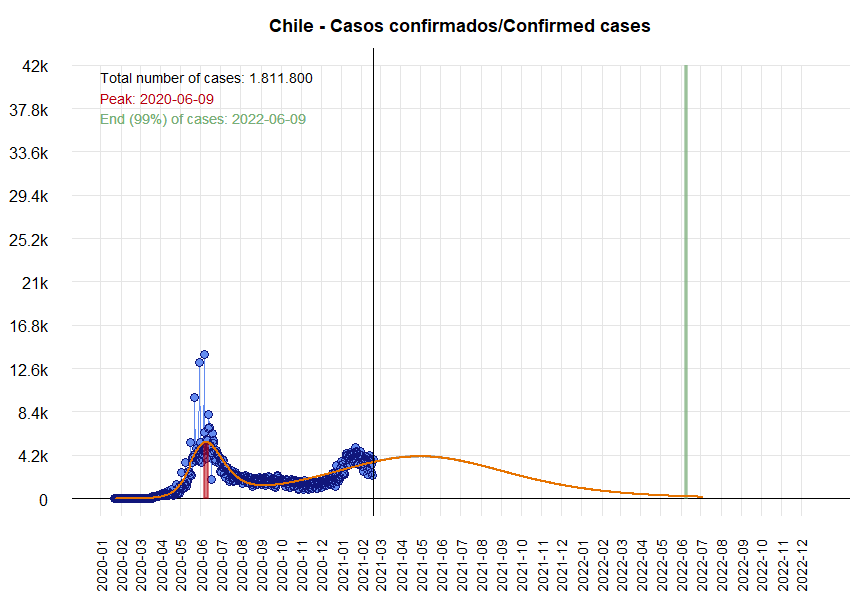 Chile - Casos confirmados/Confirmed cases
42k
37.8k
33.6k
29.4k
25.2k
21k
16.8k
12.6k
8.4k
4.2k
0
Total number of cases: 1.811.800
Peak: 2020-06-09
End (99%) of cases: 2022-06-09
2020-01
2020-02
2020-03
2020-04
2020-05
2020-06
2020-07
2020-08
2020-09
2020-10
2020-11
2020-12
2021-01
2021-02
2021-03
2021-04
2021-05
2021-06
2021-07
2021-08
2021-09
2021-10
2021-11
2021-12
2022-01
2022-02
2022-03
2022-04
2022-05
2022-06
2022-07
2022-08
2022-09
2022-10
2022-11
2022-12